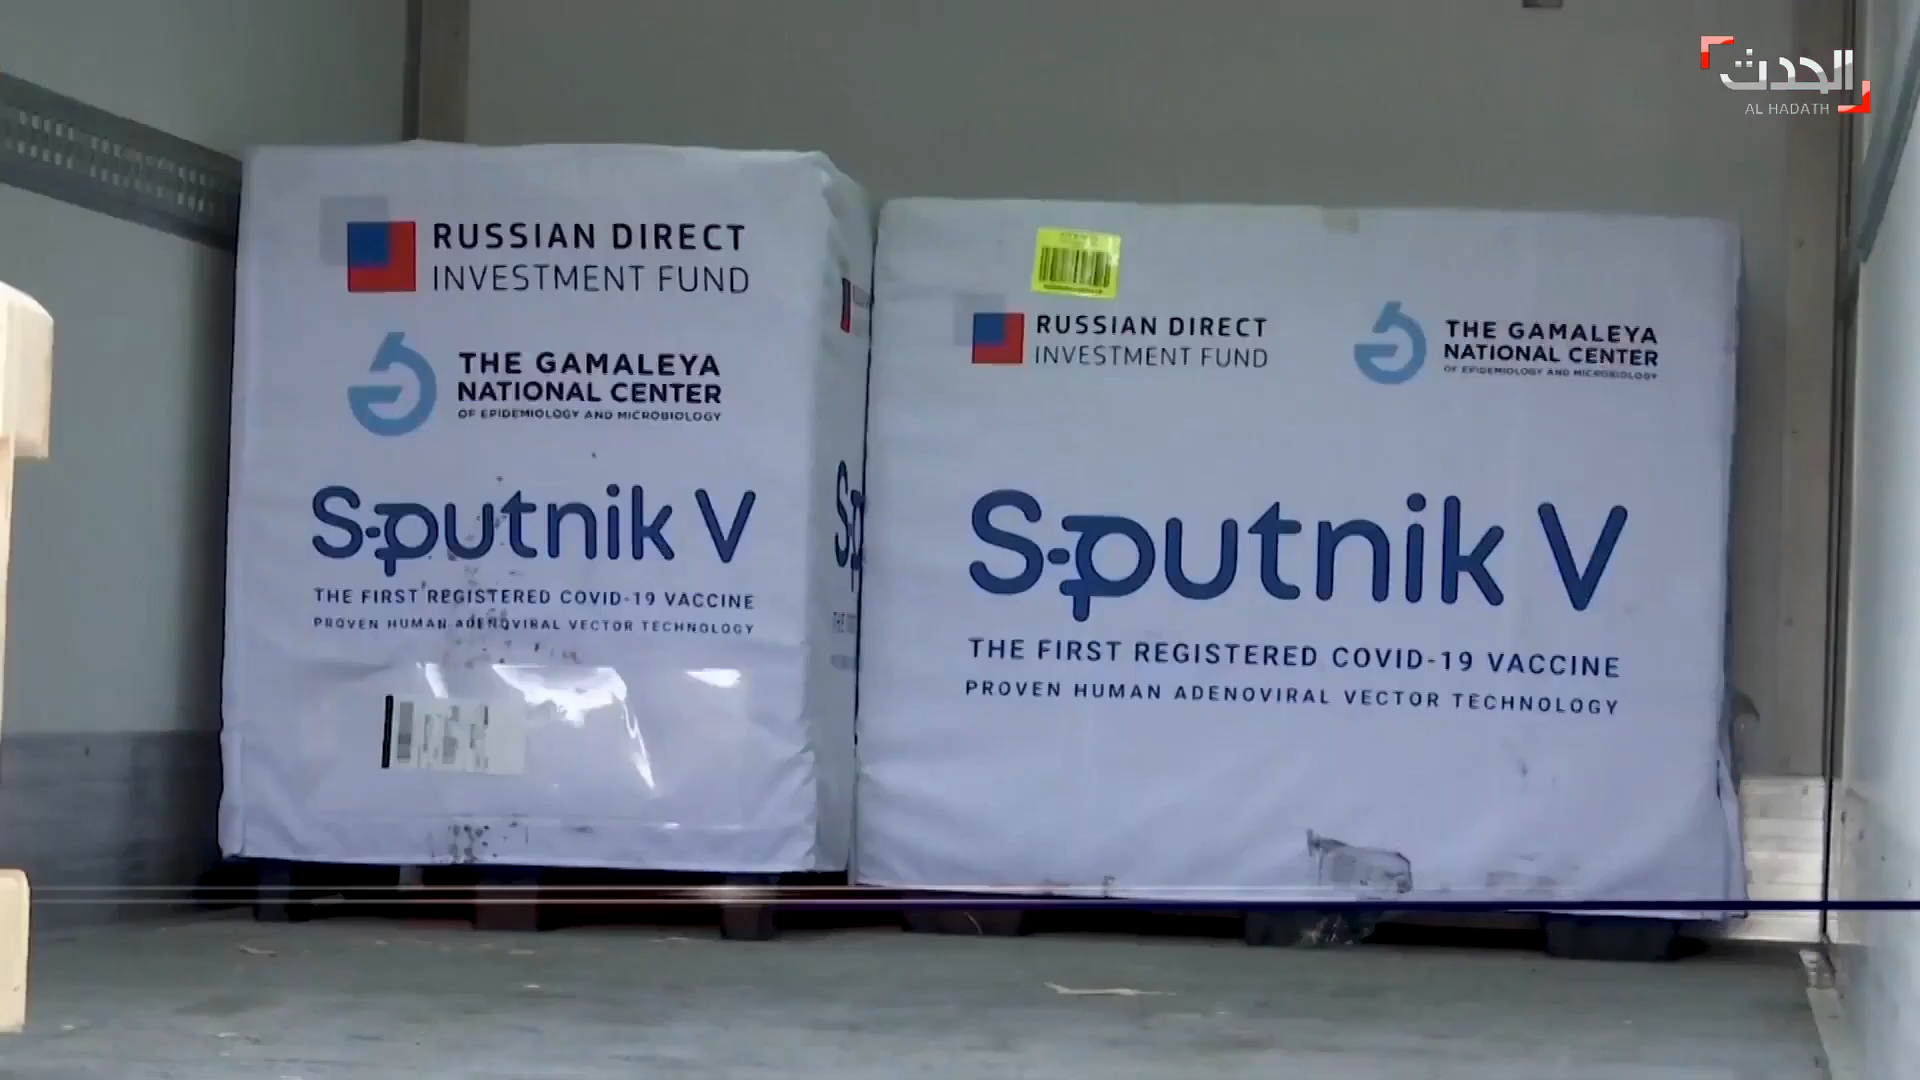 الحدث
AL HADATH
RUSSIAN DIRECT
INVESTMENT FUND
THE GAMALEYA
NATIONAL CENTER
OF EPIDEMIOLOGY AND MICROBIOLOGY
Sputnik V
THE FIRST REGISTERED COVID-19 VACCINE
PROVEN HUMAN ADENOVIRAL VECTOR TECHNOLOGY
RUSSIAN DIRECT
INVESTMENT FUND
THE GAMALEYA
NATIONAL CENTER
OF EPIDEMIOLOGY AND MICROBIOLOGY
Sputnik V
THE FIRST REGISTERED COVID-19 VACCINE
PROVEN HUMAN ADENOVIRAL VECTOR TECHNOLOGY